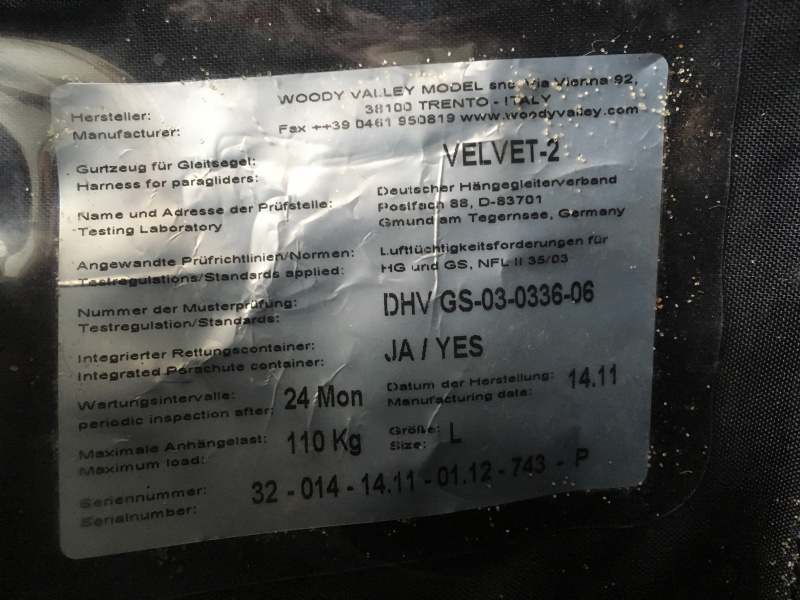 Hersteller:
Manufacturer:
WOODY VALLEY MODEL snc, Via Vienna 92,
38100 TRENTO - ITALY
Fax ++39 0461 950819 www.woodyvalley.com
Gurtzeug für Gleitsegel:
Harness for paragliders:
VELVET-2
Name und Adresse der Prüfstelle:
Testing Laboratory
Deutscher Hängegleiterverband
Postfach 88, D-83701
Gmund am Tegernsee, Germany
Angewandte Prüfrichtlinien/Normen:
Testregulations/Standards applied:
Lufttüchtigkeitsforderungen für
HG und GS, NFL II 35/03
Nummer der Musterprüfung:
Testregulation/Standards:
DHV GS-03-0336-06
Integrierter Rettungscontainer:
Integrated Parachute container:
JA / YES
Wartungsintervalle:
periodic inspection after:
24 Mon
Datum der Herstellung:
Manufacturing date:
14.11
Maximale Anhängelast:
Maximum load:
110 Kg
Größe:
Size:
L
Seriennummer:
Serialnumber:
32 - 014 - 14.11 - 01.12 - 743 - P